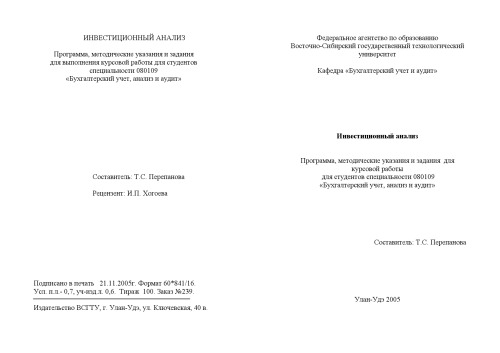 ИНВЕСТИЦИОННЫЙ АНАЛИЗ
Программа, методические указания и задания
для выполнения курсовой работы для студентов
специальности 080109
«Бухгалтерский учет, анализ и аудит»
Составитель: Т.С. Перепанова
Рецензент: И.П. Хогоева
Подписано в печать 21.11.2005г. Формат 60*841/16.
Усл. п.л.- 0,7, уч-изд.л. 0,6. Тираж 100. Заказ №239.
Издательство ВСГТУ, г. Улан-Удэ, ул. Ключевская, 40 в.
Федеральное агентство по образованию
Восточно-Сибирский государственный технологический
университет
Кафедра «Бухгалтерский учет и аудит»
Инвестиционный анализ
Программа, методические указания и задания для
курсовой работы
для студентов специальности 080109
«Бухгалтерский учет, анализ и аудит»
Составитель: Т.С. Перепанова
Улан-Удэ 2005